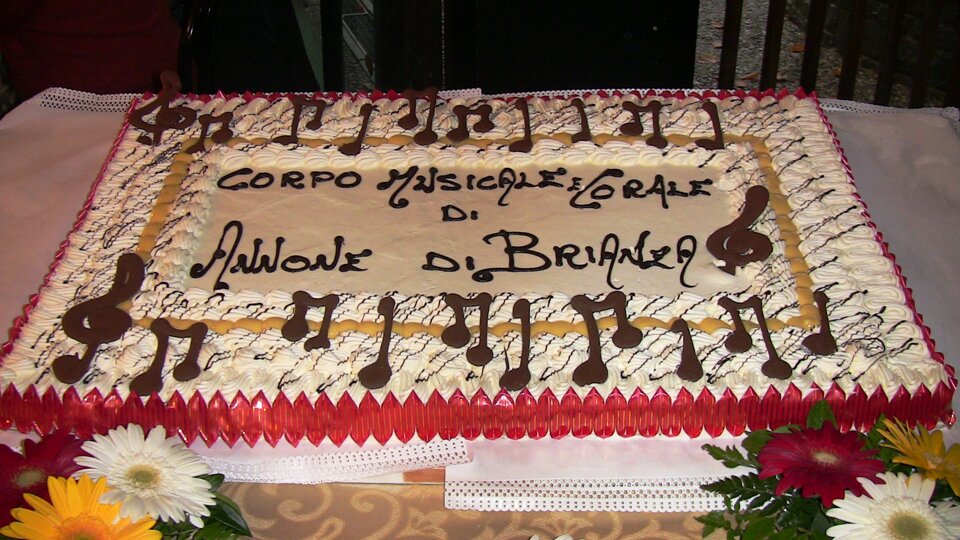 CORPO MUSICALE E CORALE
DI
ANNONE DI BRIANZA